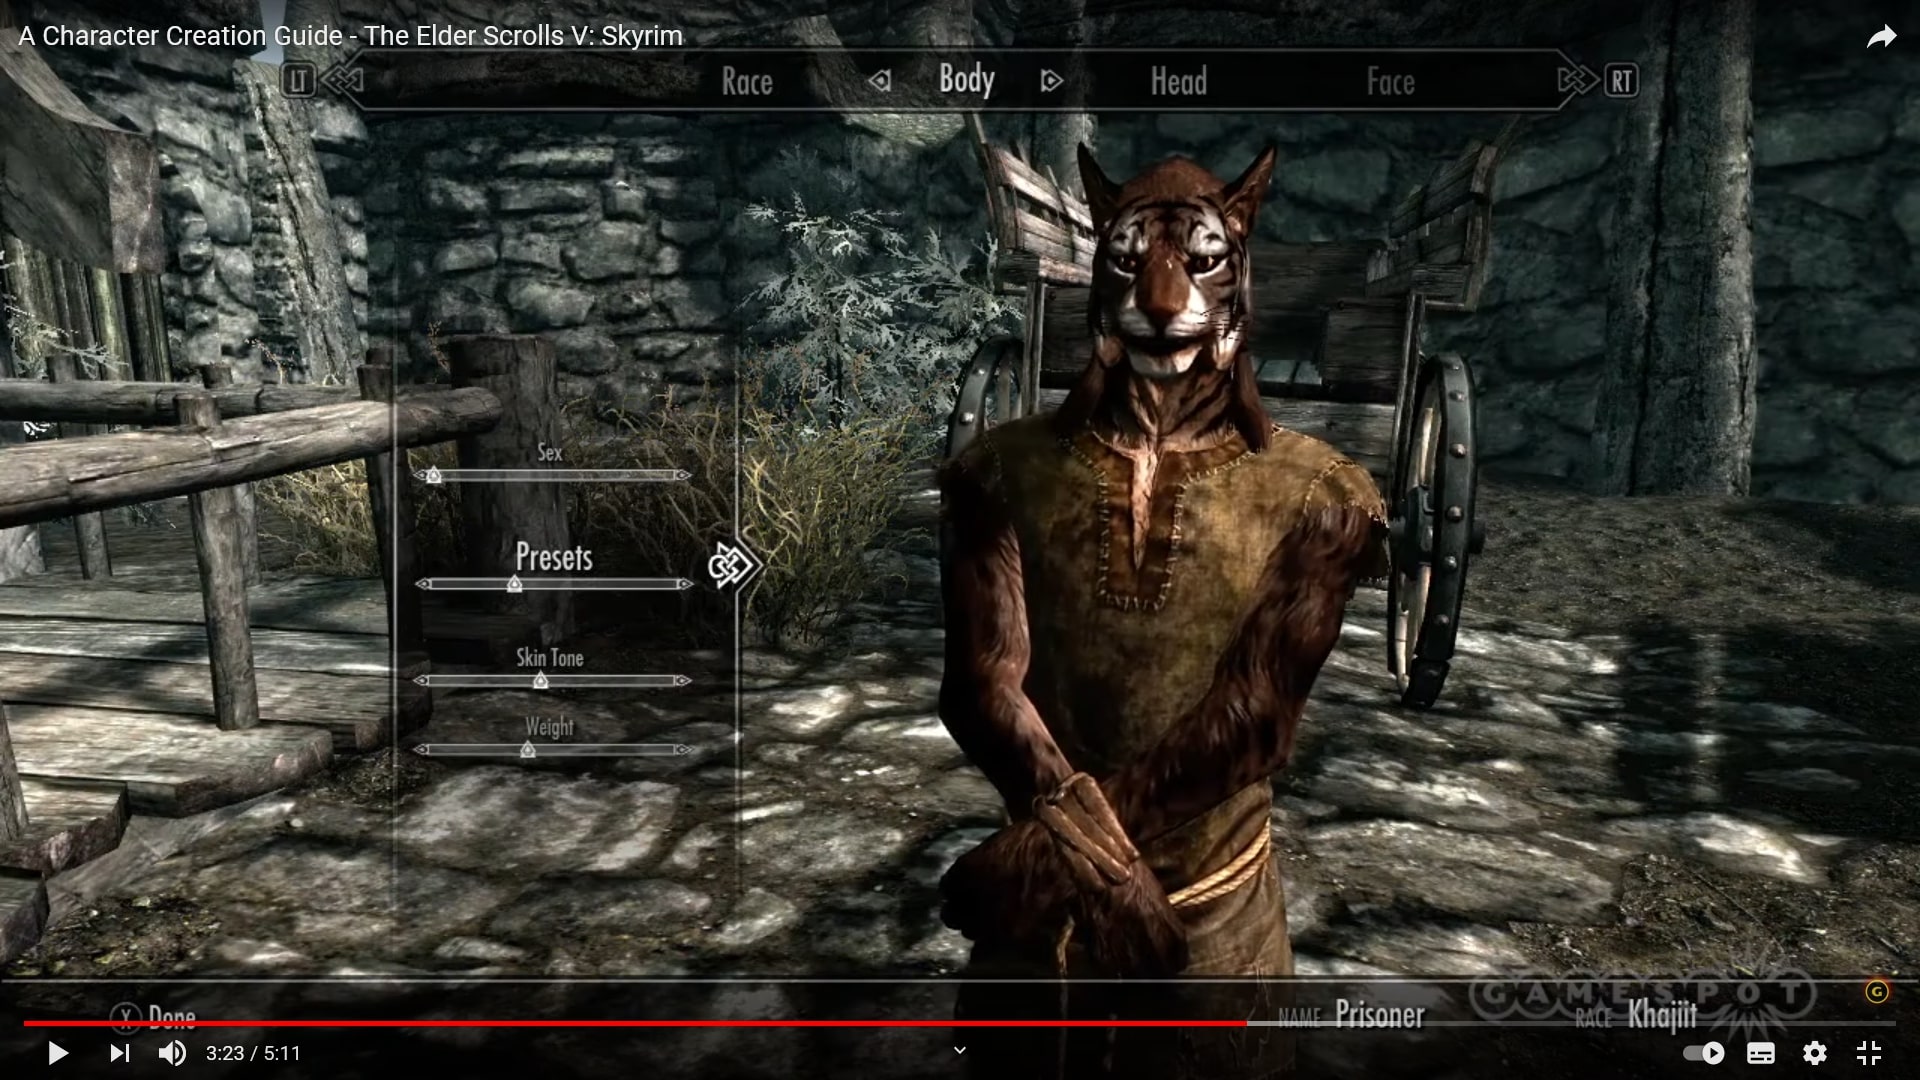 A Character Creation Guide - The Elder Scrolls V: Skyrim
LT Race Body Head Face RT
Sex
Presets
Skin Tone
Weight
GAMESPOT G
X Done NAME Prisoner RACE Khajiit
3:23 / 5:11